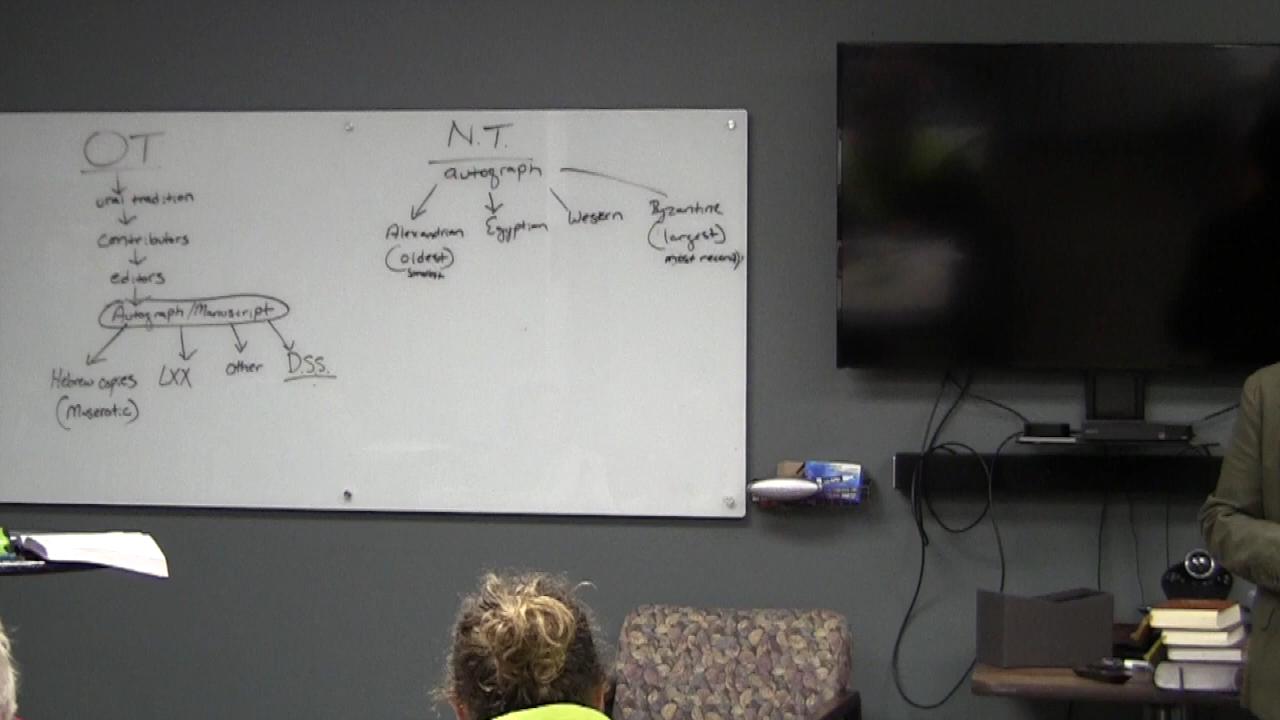 OT
oral tradition
contributors
editors
Autograph/Manuscript
Hebrew copies
(Maserotic)
LXX
other
D.S.S.
N.T.
autograph
Alexandrian
(oldest)
smallest
Egyptian
Western
Byzantine
(largest)
most recent)